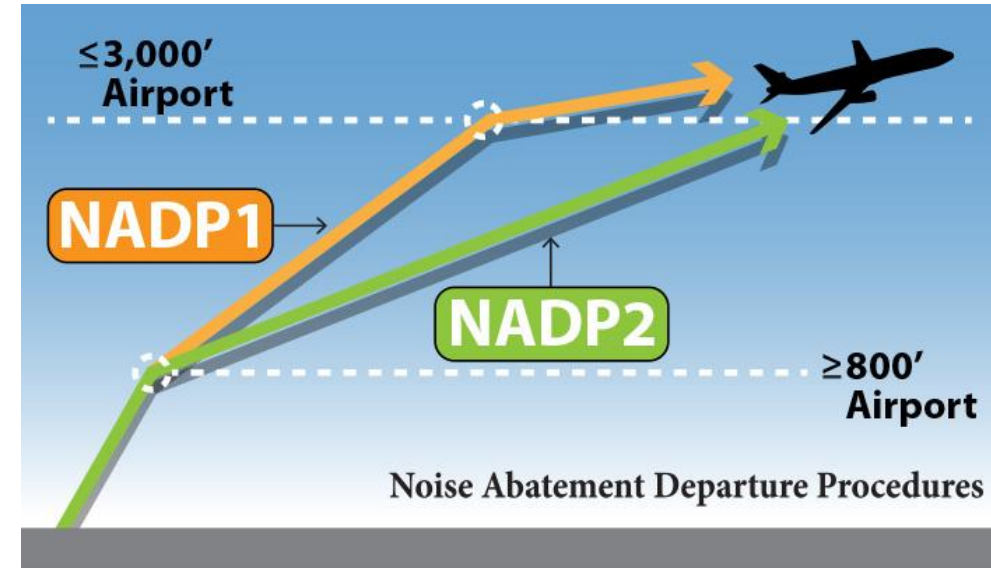 ≤3,000′
Airport
NADP1
NADP2
≥800′
Airport
Noise Abatement Departure Procedures